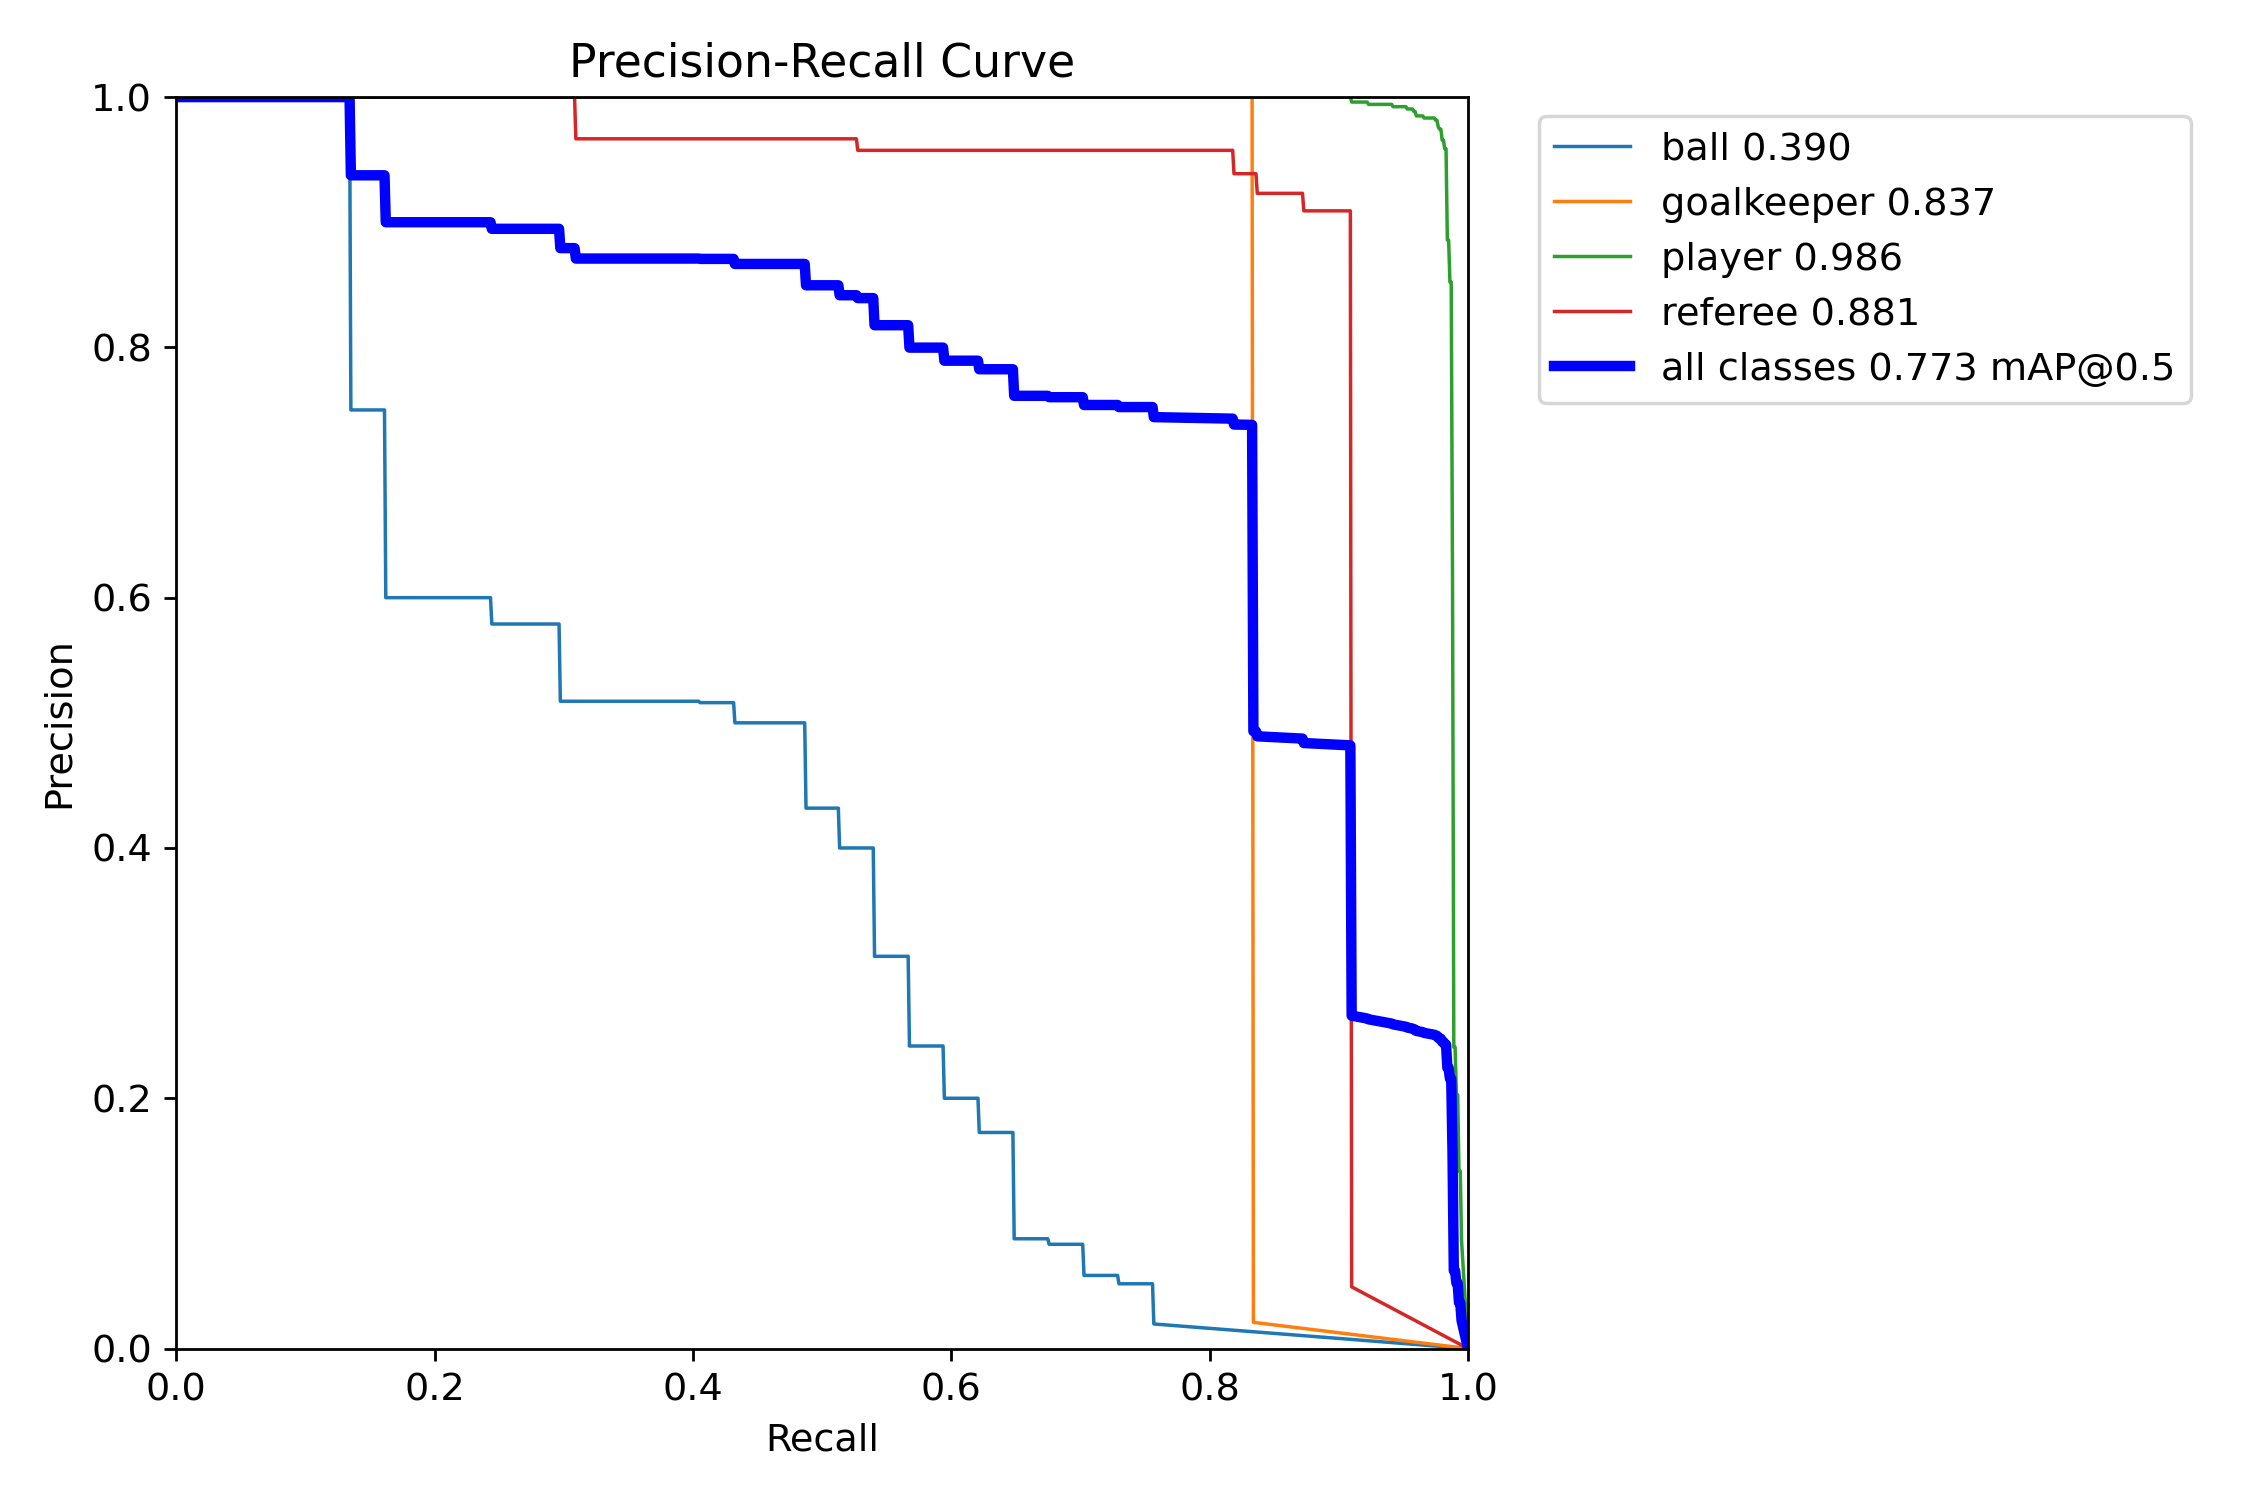 Precision-Recall Curve
1.0
0.8
0.6
0.4
0.2
0.0
Precision
0.0 0.2 0.4 0.6 0.8 1.0
Recall
ball 0.390
goalkeeper 0.837
player 0.986
referee 0.881
all classes 0.773 mAP@0.5